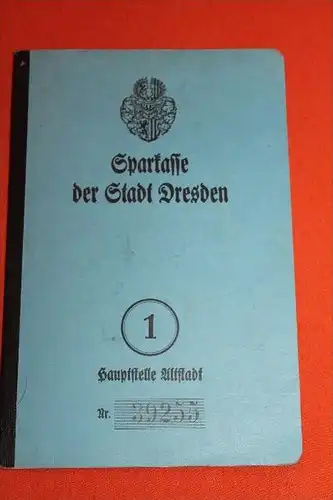 Sparkasse
der Stadt Dresden
1
Hauptstelle Altstadt
Nr. 39255